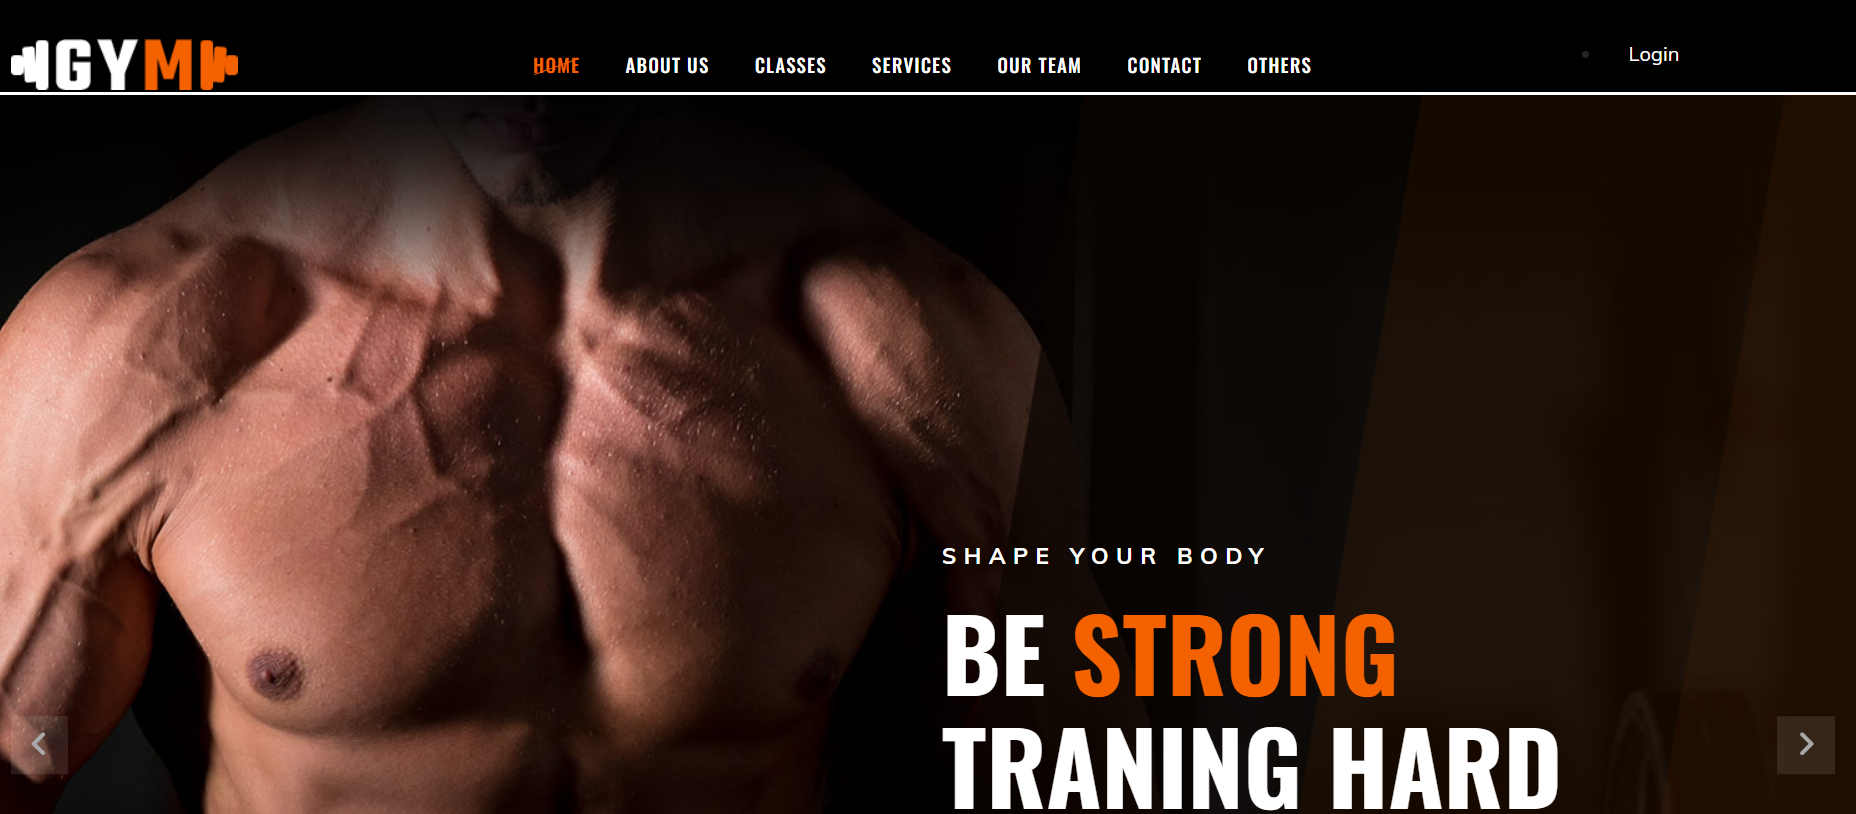 GYM
HOME ABOUT US CLASSES SERVICES OUR TEAM CONTACT OTHERS
Login
SHAPE YOUR BODY
BE STRONG
TRANING HARD